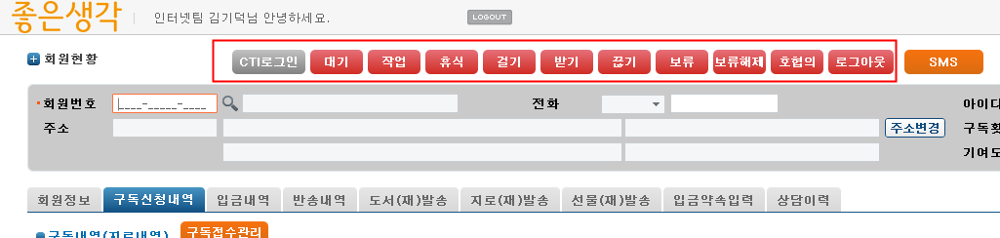 좋은생각 인터넷팀 김기덕님 안녕하세요. LOGOUT
회원현황 CTI로그인 대기 작업 휴식 걸기 받기 끊기 보류 보류해제 호협의 로그아웃 SMS
회원번호 ____-_____-____ 전화 아이디
주소 주소변경 구독횟
기여도
회원정보 구독신청내역 입금내역 반송내역 도서(재)발송 지로(재)발송 선물(재)발송 입금약속입력 상담이력
구독내역(지로내역) 구독접수관리